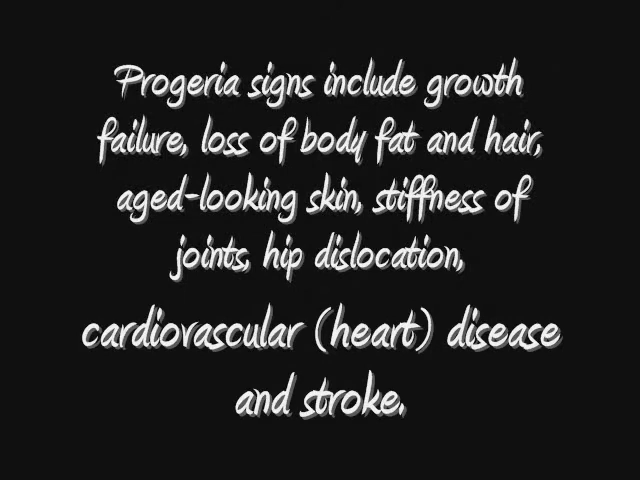 Progeria signs include growth
failure, loss of body fat and hair,
aged-looking skin, stiffness of
joints, hip dislocation,
cardiovascular (heart) disease
and stroke.